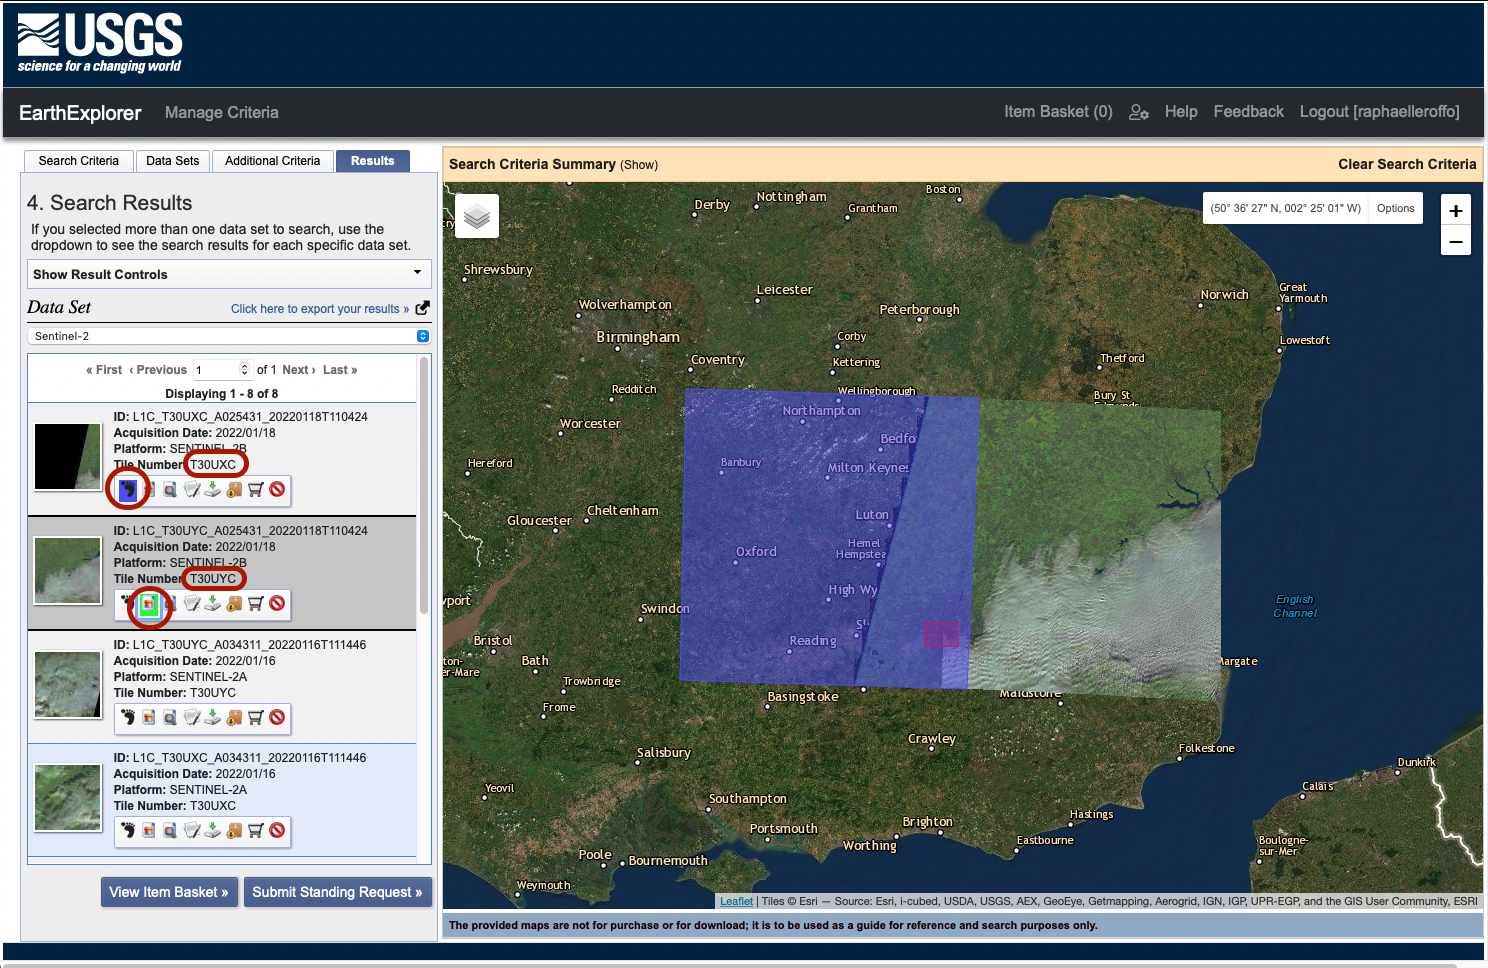 USGS
science for a changing world
EarthExplorer Manage Criteria Item Basket (0) Help Feedback Logout [raphaelleroffo]
Search Criteria Data Sets Additional Criteria Results
4. Search Results
If you selected more than one data set to search, use the
dropdown to see the search results for each specific data set.
Show Result Controls
Data Set Click here to export your results »
Sentinel-2
« First ‹ Previous 1 of 1 Next › Last »
Displaying 1 - 8 of 8
ID: L1C_T30UXC_A025431_20220118T110424
Acquisition Date: 2022/01/18
Platform: SENTINEL-2B
Tile Number: T30UXC
ID: L1C_T30UYC_A025431_20220118T110424
Acquisition Date: 2022/01/18
Platform: SENTINEL-2B
Tile Number: T30UYC
ID: L1C_T30UYC_A034311_20220116T111446
Acquisition Date: 2022/01/16
Platform: SENTINEL-2A
Tile Number: T30UYC
ID: L1C_T30UXC_A034311_20220116T111446
Acquisition Date: 2022/01/16
Platform: SENTINEL-2A
Tile Number: T30UXC
View Item Basket » Submit Standing Request »
Search Criteria Summary (Show) Clear Search Criteria
(50° 36' 27" N, 002° 25' 01" W) Options
+
−
Boston
Nottingham
Derby
Grantham
Shrewsbury
Leicester
Norwich
Great
Yarmouth
Wolverhampton
Peterborough
Birmingham
Corby
Lowestoft
Coventry
Kettering
Thetford
Redditch
Wellingborough
Bury St
Edmunds
Northampton
Worcester
Bedfo
Hereford
Banbury
Milton Keynes
Cheltenham
Gloucester
Luton
Oxford
Hemel
Hempstea
High Wy
Swindon
English
Channel
vport
Bristol
Reading
Sl
ton-
er-Mare
Bath
Margate
Trowbridge
Basingstoke
Maidstone
Frome
Crawley
Salisbury
Folkestone
Dunkirk
Yeovil
Calais
Southampton
Hastings
Portsmouth
Brighton
Worthing
Eastbourne
Boulogne-
sur-Mer
Poole
Bournemouth
Weymouth
Leaflet | Tiles © Esri — Source: Esri, i-cubed, USDA, USGS, AEX, GeoEye, Getmapping, Aerogrid, IGN, IGP, UPR-EGP, and the GIS User Community, ESRI
The provided maps are not for purchase or for download; it is to be used as a guide for reference and search purposes only.